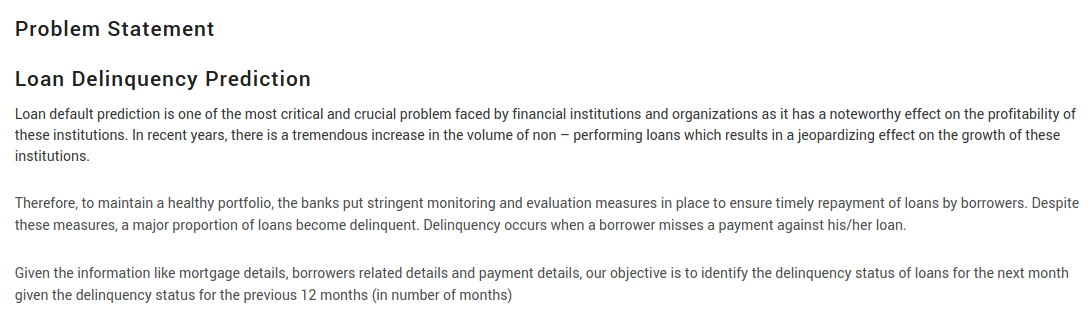 Problem Statement
Loan Delinquency Prediction
Loan default prediction is one of the most critical and crucial problem faced by financial institutions and organizations as it has a noteworthy effect on the profitability of
these institutions. In recent years, there is a tremendous increase in the volume of non – performing loans which results in a jeopardizing effect on the growth of these
institutions.
Therefore, to maintain a healthy portfolio, the banks put stringent monitoring and evaluation measures in place to ensure timely repayment of loans by borrowers. Despite
these measures, a major proportion of loans become delinquent. Delinquency occurs when a borrower misses a payment against his/her loan.
Given the information like mortgage details, borrowers related details and payment details, our objective is to identify the delinquency status of loans for the next month
given the delinquency status for the previous 12 months (in number of months)